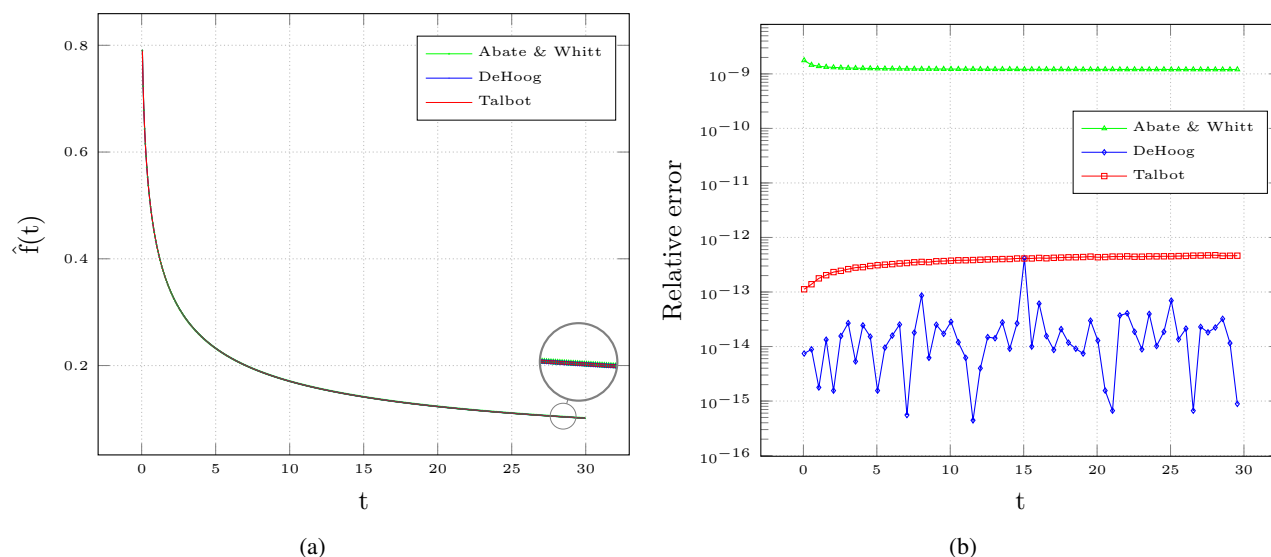 0.8
0.6
0.4
0.2
f̂(t)
0 5 10 15 20 25 30
t
Abate & Whitt
DeHoog
Talbot
(a)
10−9
10−10
10−11
10−12
10−13
10−14
10−15
10−16
Relative error
0 5 10 15 20 25 30
t
Abate & Whitt
DeHoog
Talbot
(b)